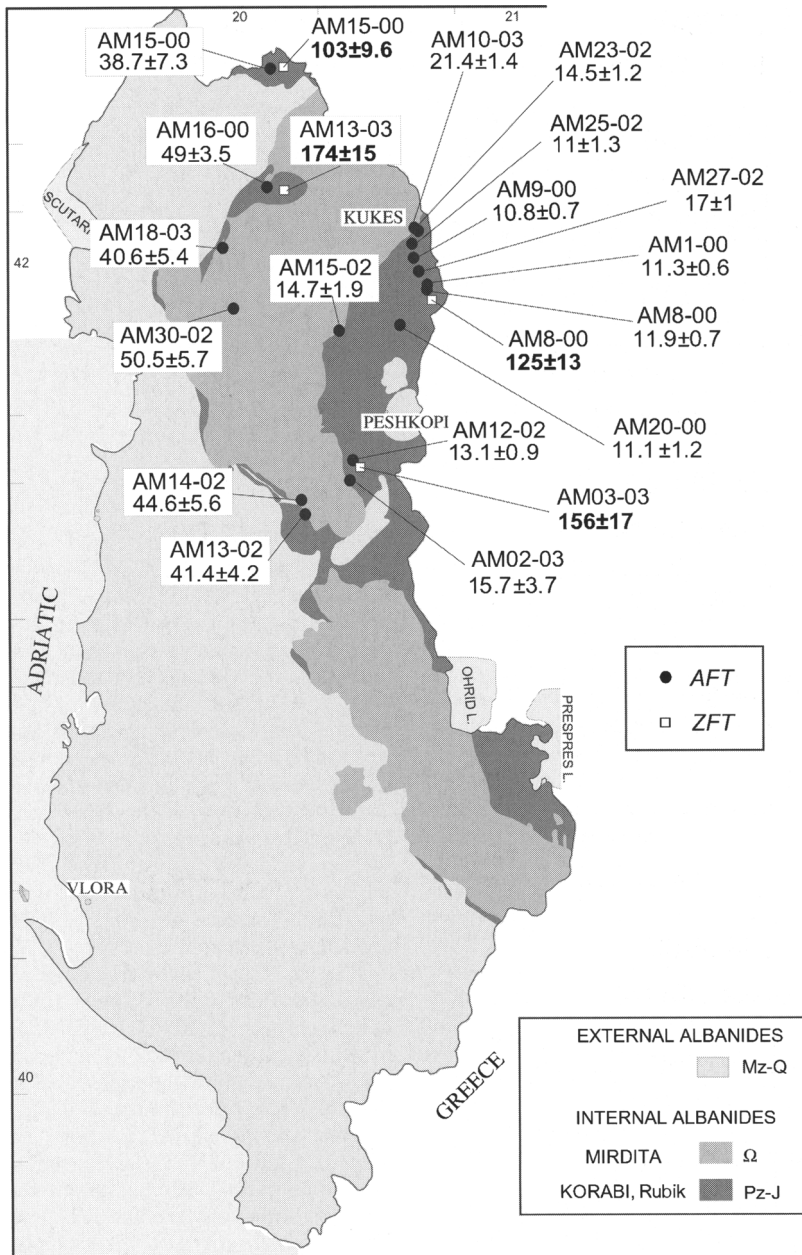 20
21
AM15-00
38.7±7.3
AM15-00
103±9.6
AM10-03
21.4±1.4
AM23-02
14.5±1.2
AM16-00
49±3.5
AM13-03
174±15
AM25-02
11±1.3
AM27-02
17±1
AM9-00
10.8±0.7
SCUTARI
KUKES
42
AM18-03
40.6±5.4
AM1-00
11.3±0.6
AM15-02
14.7±1.9
AM30-02
50.5±5.7
AM8-00
11.9±0.7
AM8-00
125±13
PESHKOPI
AM20-00
11.1±1.2
AM12-02
13.1±0.9
AM14-02
44.6±5.6
AM03-03
156±17
AM13-02
41.4±4.2
AM02-03
15.7±3.7
ADRIATIC
OHRID L.
PRESPRES L.
AFT
ZFT
VLORA
40
GREECE
EXTERNAL ALBANIDES
Mz-Q
INTERNAL ALBANIDES
MIRDITA Ω
KORABI, Rubik Pz-J